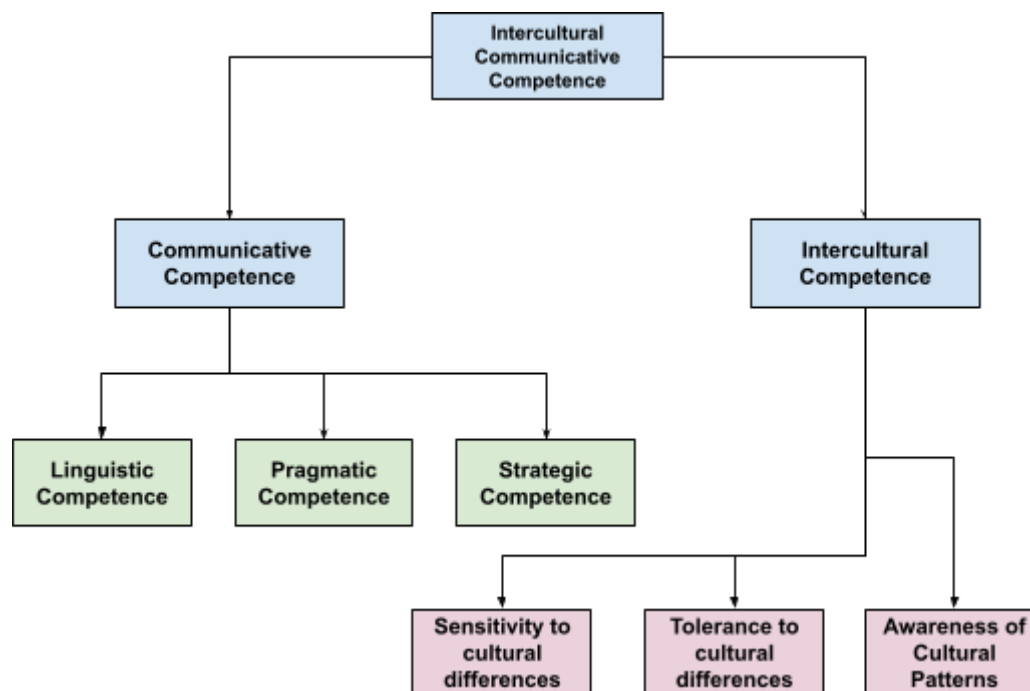 Intercultural
Communicative
Competence
Communicative
Competence
Intercultural
Competence
Linguistic
Competence
Pragmatic
Competence
Strategic
Competence
Sensitivity to
cultural
differences
Tolerance to
cultural
differences
Awareness of
Cultural
Patterns